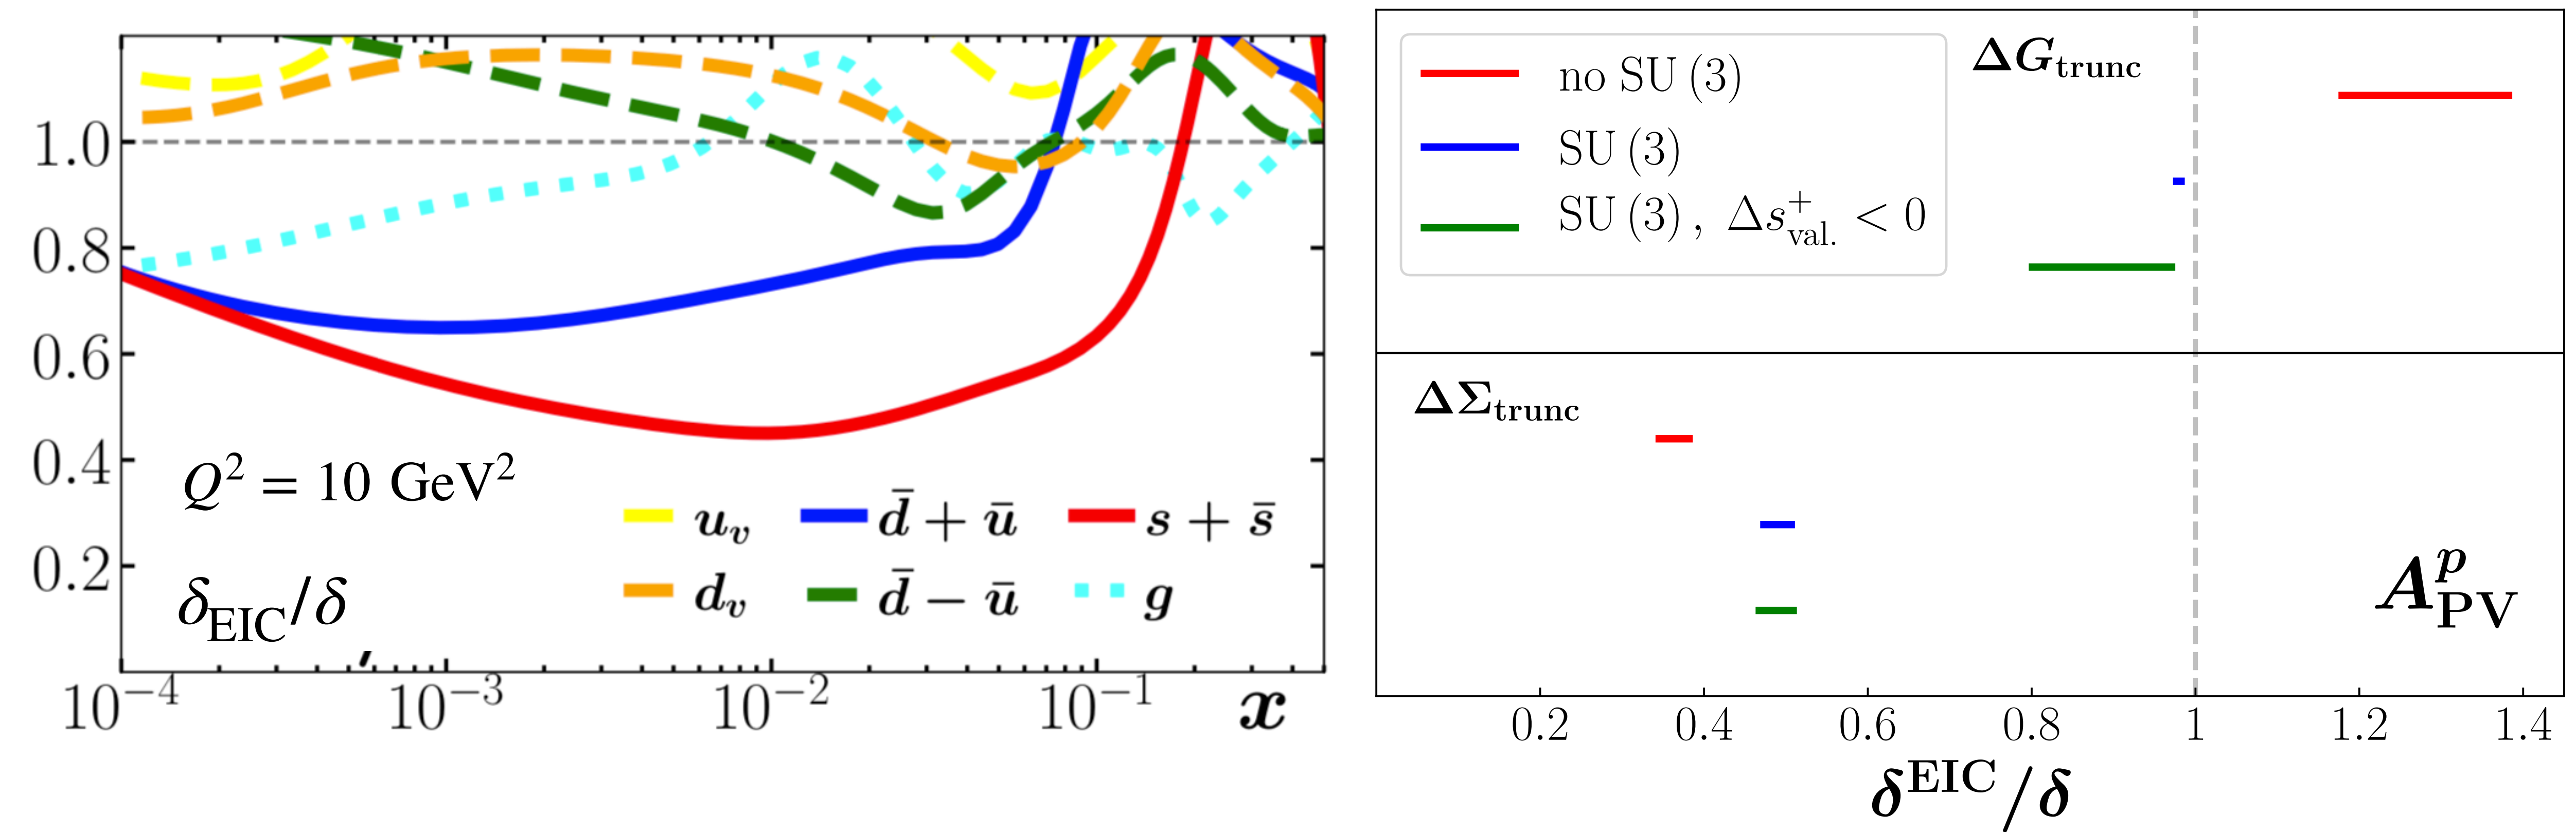 1.0
0.8
0.6
0.4
0.2
Q² = 10 GeV²
δ_EIC/δ
u_v d̄ + ū s + s̄
d_v d̄ − ū g
10⁻⁴ 10⁻³ 10⁻² 10⁻¹ x
no SU (3)
SU (3)
SU (3) , Δs⁺_val. < 0
ΔG_trunc
ΔΣ_trunc
A^p_PV
0.2 0.4 0.6 0.8 1 1.2 1.4
δ^EIC/δ